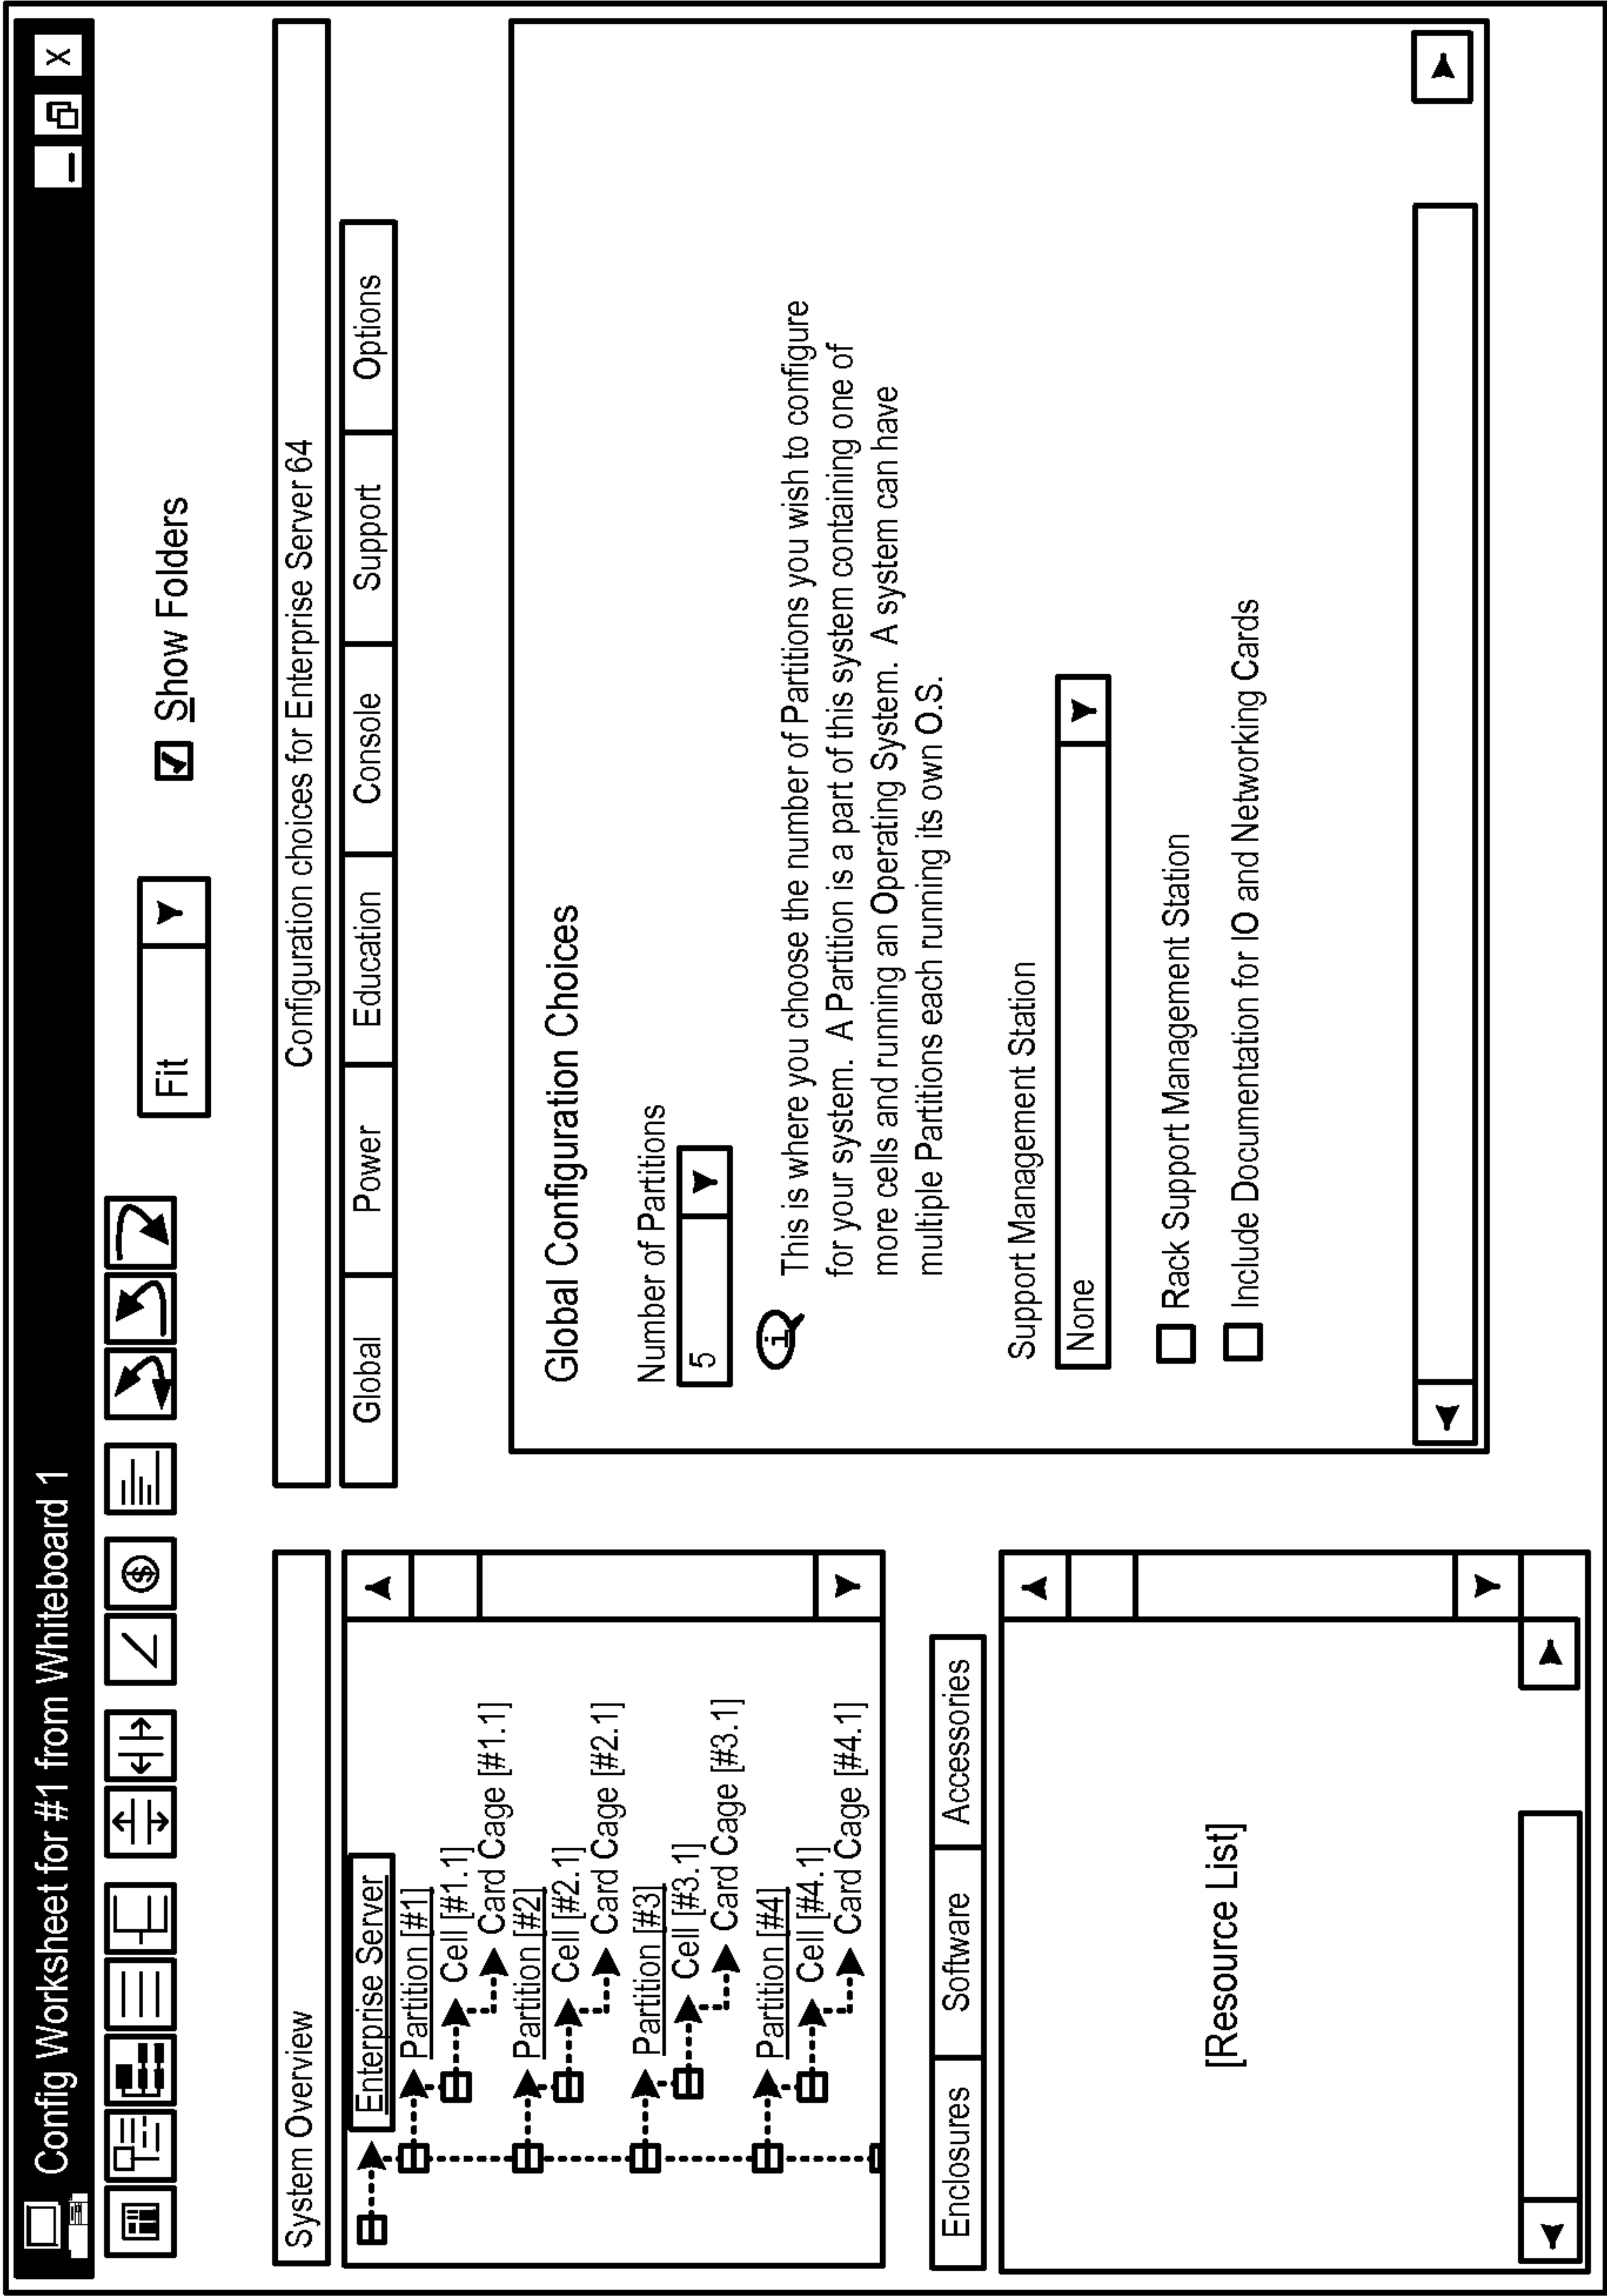 Config Worksheet for #1 from Whiteboard 1
X
$
Fit
Show Folders
System Overview
Enterprise Server
Partition [#1]
Cell [#1.1]
Card Cage [#1.1]
Partition [#2]
Cell [#2.1]
Card Cage [#2.1]
Partition [#3]
Cell [#3.1]
Card Cage [#3.1]
Partition [#4]
Cell [#4.1]
Card Cage [#4.1]
Enclosures
Software
Accessories
[Resource List]
Configuration choices for Enterprise Server 64
Global
Power
Education
Console
Support
Options
Global Configuration Choices
Number of Partitions
5
i
This is where you choose the number of Partitions you wish to configure
for your system. A Partition is a part of this system containing one of
more cells and running an Operating System. A system can have
multiple Partitions each running its own O.S.
Support Management Station
None
Rack Support Management Station
Include Documentation for IO and Networking Cards